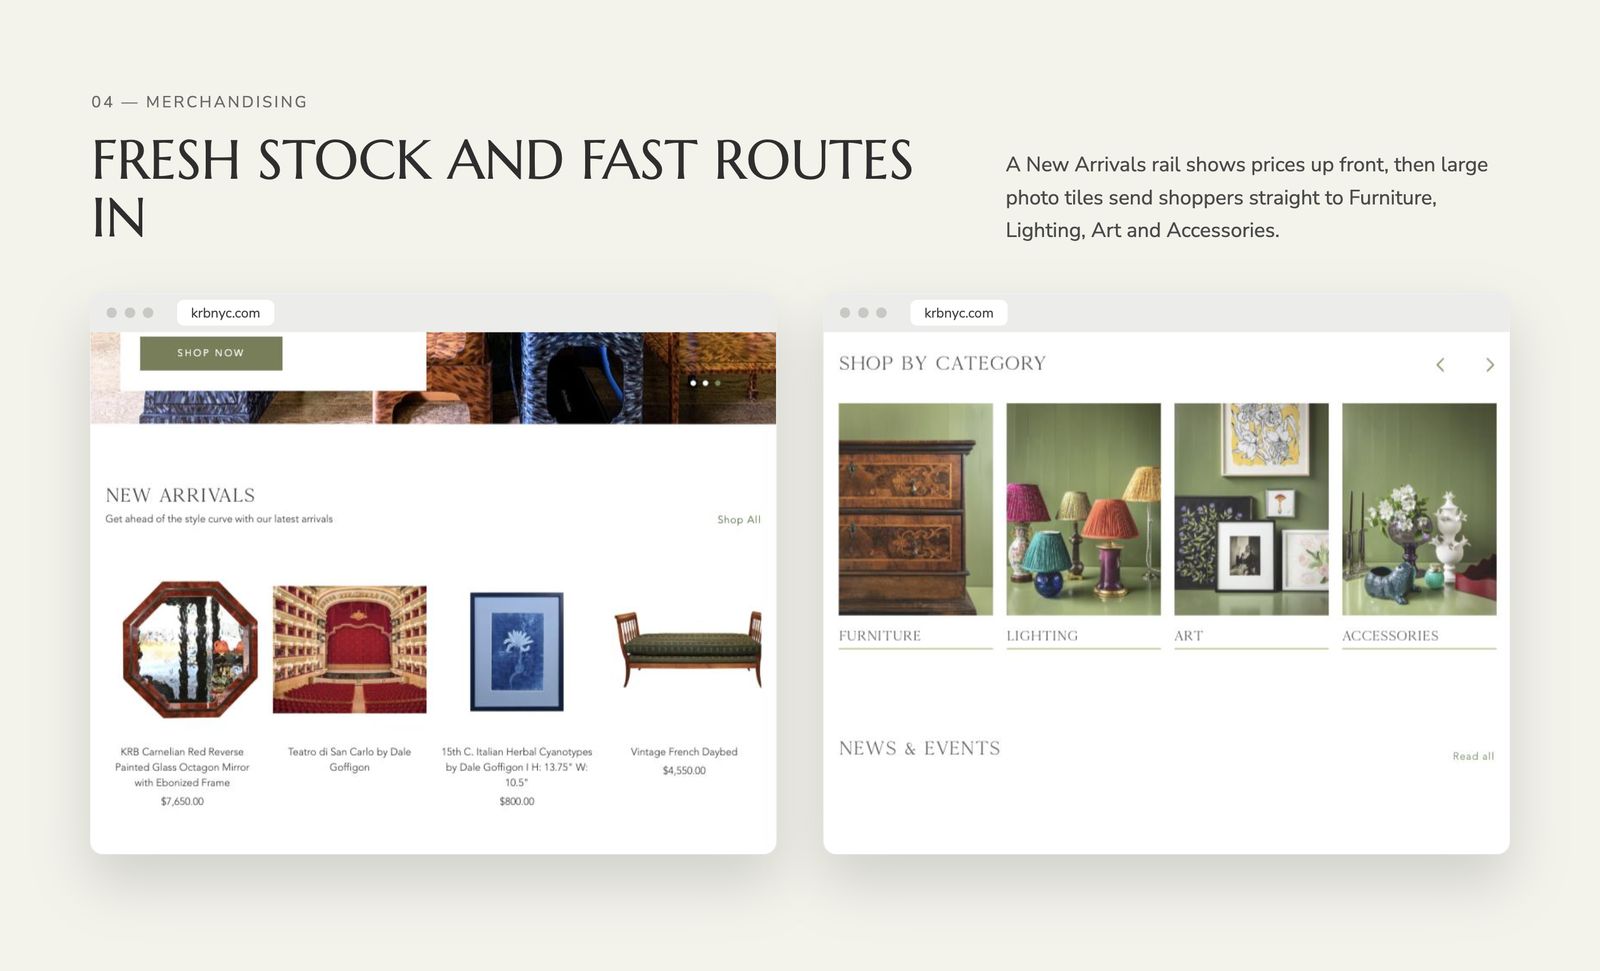 04 — MERCHANDISING
FRESH STOCK AND FAST ROUTES
IN
A New Arrivals rail shows prices up front, then large
photo tiles send shoppers straight to Furniture,
Lighting, Art and Accessories.
krbnyc.com
SHOP NOW
NEW ARRIVALS
Get ahead of the style curve with our latest arrivals
Shop All
KRB Carnelian Red Reverse
Painted Glass Octagon Mirror
with Ebonized Frame
$7,650.00
Teatro di San Carlo by Dale
Goffigon
15th C. Italian Herbal Cyanotypes
by Dale Goffigon I H: 13.75" W:
10.5"
$800.00
Vintage French Daybed
$4,550.00
krbnyc.com
SHOP BY CATEGORY
FURNITURE
LIGHTING
ART
ACCESSORIES
NEWS & EVENTS
Read all